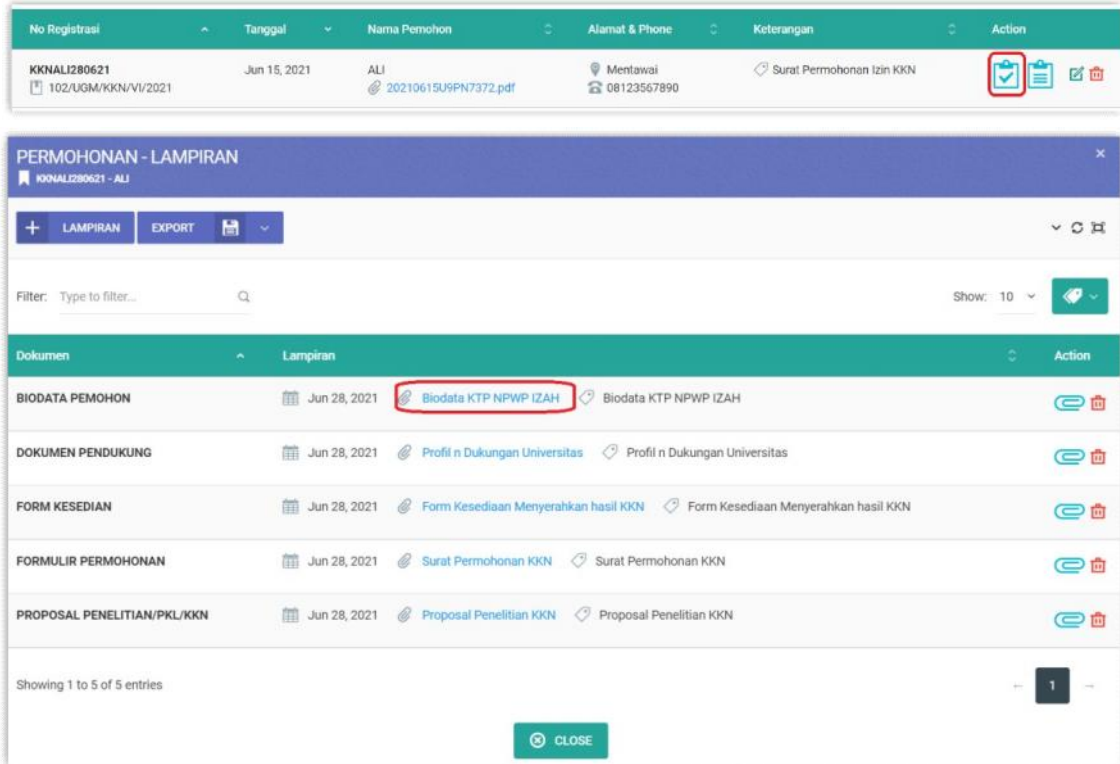 No Registrasi Tanggal Nama Pemohon Alamat & Phone Keterangan Action
KKNALI280621 Jun 15, 2021 ALI Mentawai Surat Permohonan Izin KKN
102/UGM/KKN/VI/2021 20210615U9PN7372.pdf 08123567890
PERMOHONAN - LAMPIRAN
KKNALI280621 - ALI
LAMPIRAN EXPORT
Filter: Type to filter... Show: 10
Dokumen Lampiran Action
BIODATA PEMOHON Jun 28, 2021 Biodata KTP NPWP IZAH Biodata KTP NPWP IZAH
DOKUMEN PENDUKUNG Jun 28, 2021 Profil n Dukungan Universitas Profil n Dukungan Universitas
FORM KESEDIAN Jun 28, 2021 Form Kesediaan Menyerahkan hasil KKN Form Kesediaan Menyerahkan hasil KKN
FORMULIR PERMOHONAN Jun 28, 2021 Surat Permohonan KKN Surat Permohonan KKN
PROPOSAL PENELITIAN/PKL/KKN Jun 28, 2021 Proposal Penelitian KKN Proposal Penelitian KKN
Showing 1 to 5 of 5 entries ← 1 →
CLOSE